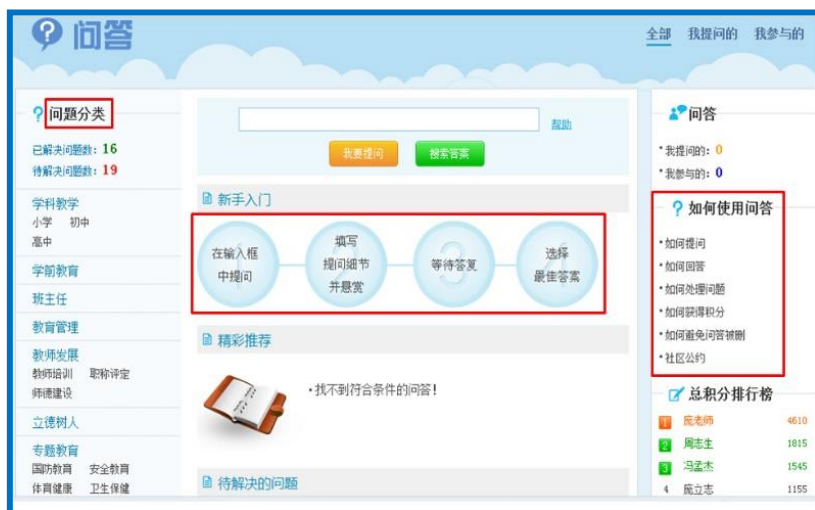 问答
全部 我提问的 我参与的
问题分类
已解决问题数：16
待解决问题数：19
学科教学
小学 初中
高中
学前教育
班主任
教育管理
教师发展
教师培训 职称评定
师德建设
立德树人
专题教育
国防教育 安全教育
体育健康 卫生保健
帮助
我要提问 搜索答案
新手入门
在输入框
中提问
填写
提问细节
并悬赏
等待答复
选择
最佳答案
精彩推荐
·找不到符合条件的问答！
待解决的问题
问答
·我提问的：0
·我参与的：0
如何使用问答
·如何提问
·如何回答
·如何处理问题
·如何获得积分
·如何避免问答被删
·社区公约
总积分排行榜
1 庞老师 4610
2 周志生 1815
3 冯孟杰 1545
4 庞立志 1155